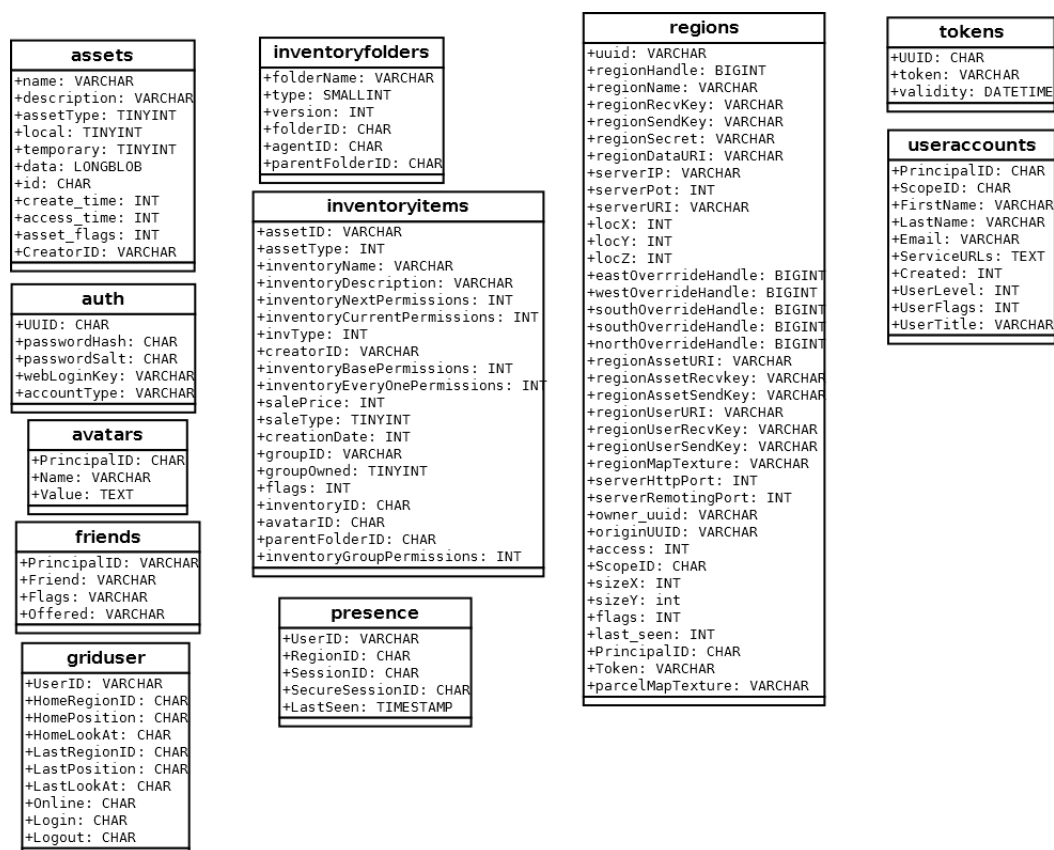 assets
+name: VARCHAR
+description: VARCHAR
+assetType: TINYINT
+local: TINYINT
+temporary: TINYINT
+data: LONGBLOB
+id: CHAR
+create_time: INT
+access_time: INT
+asset_flags: INT
+CreatorID: VARCHAR
auth
+UUID: CHAR
+passwordHash: CHAR
+passwordSalt: CHAR
+webLoginKey: VARCHAR
+accountType: VARCHAR
avatars
+PrincipalID: CHAR
+Name: VARCHAR
+Value: TEXT
friends
+PrincipalID: VARCHAR
+Friend: VARCHAR
+Flags: VARCHAR
+Offered: VARCHAR
griduser
+UserID: VARCHAR
+HomeRegionID: CHAR
+HomePosition: CHAR
+HomeLookAt: CHAR
+LastRegionID: CHAR
+LastPosition: CHAR
+LastLookAt: CHAR
+Online: CHAR
+Login: CHAR
+Logout: CHAR
inventoryfolders
+folderName: VARCHAR
+type: SMALLINT
+version: INT
+folderID: CHAR
+agentID: CHAR
+parentFolderID: CHAR
inventoryitems
+assetID: VARCHAR
+assetType: INT
+inventoryName: VARCHAR
+inventoryDescription: VARCHAR
+inventoryNextPermissions: INT
+inventoryCurrentPermissions: INT
+invType: INT
+creatorID: VARCHAR
+inventoryBasePermissions: INT
+inventoryEveryOnePermissions: INT
+salePrice: INT
+saleType: TINYINT
+creationDate: INT
+groupID: VARCHAR
+groupOwned: TINYINT
+flags: INT
+inventoryID: CHAR
+avatarID: CHAR
+parentFolderID: CHAR
+inventoryGroupPermissions: INT
presence
+UserID: VARCHAR
+RegionID: CHAR
+SessionID: CHAR
+SecureSessionID: CHAR
+LastSeen: TIMESTAMP
regions
+uuid: VARCHAR
+regionHandle: BIGINT
+regionName: VARCHAR
+regionRecvKey: VARCHAR
+regionSendKey: VARCHAR
+regionSecret: VARCHAR
+regionDataURI: VARCHAR
+serverIP: VARCHAR
+serverPot: INT
+serverURI: VARCHAR
+locX: INT
+locY: INT
+locZ: INT
+eastOverrrideHandle: BIGINT
+westOverrideHandle: BIGINT
+southOverrideHandle: BIGINT
+southOverrideHandle: BIGINT
+northOverrideHandle: BIGINT
+regionAssetURI: VARCHAR
+regionAssetRecvkey: VARCHAR
+regionAssetSendKey: VARCHAR
+regionUserURI: VARCHAR
+regionUserRecvKey: VARCHAR
+regionUserSendKey: VARCHAR
+regionMapTexture: VARCHAR
+serverHttpPort: INT
+serverRemotingPort: INT
+owner_uuid: VARCHAR
+originUUID: VARCHAR
+access: INT
+ScopeID: CHAR
+sizeX: INT
+sizeY: int
+flags: INT
+last_seen: INT
+PrincipalID: CHAR
+Token: VARCHAR
+parcelMapTexture: VARCHAR
tokens
+UUID: CHAR
+token: VARCHAR
+validity: DATETIME
useraccounts
+PrincipalID: CHAR
+ScopeID: CHAR
+FirstName: VARCHAR
+LastName: VARCHAR
+Email: VARCHAR
+ServiceURLs: TEXT
+Created: INT
+UserLevel: INT
+UserFlags: INT
+UserTitle: VARCHAR